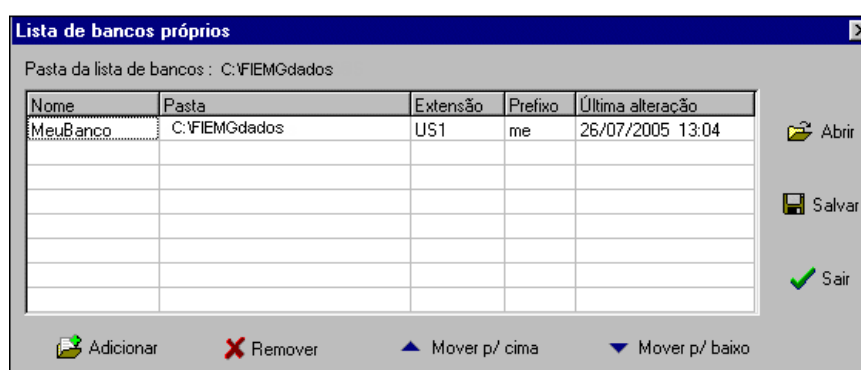 Lista de bancos próprios
Pasta da lista de bancos : C:\FIEMGdados
Nome Pasta Extensão Prefixo Última alteração
MeuBanco C:\FIEMGdados US1 me 26/07/2005 13:04
Abrir
Salvar
Sair
Adicionar Remover Mover p/ cima Mover p/ baixo